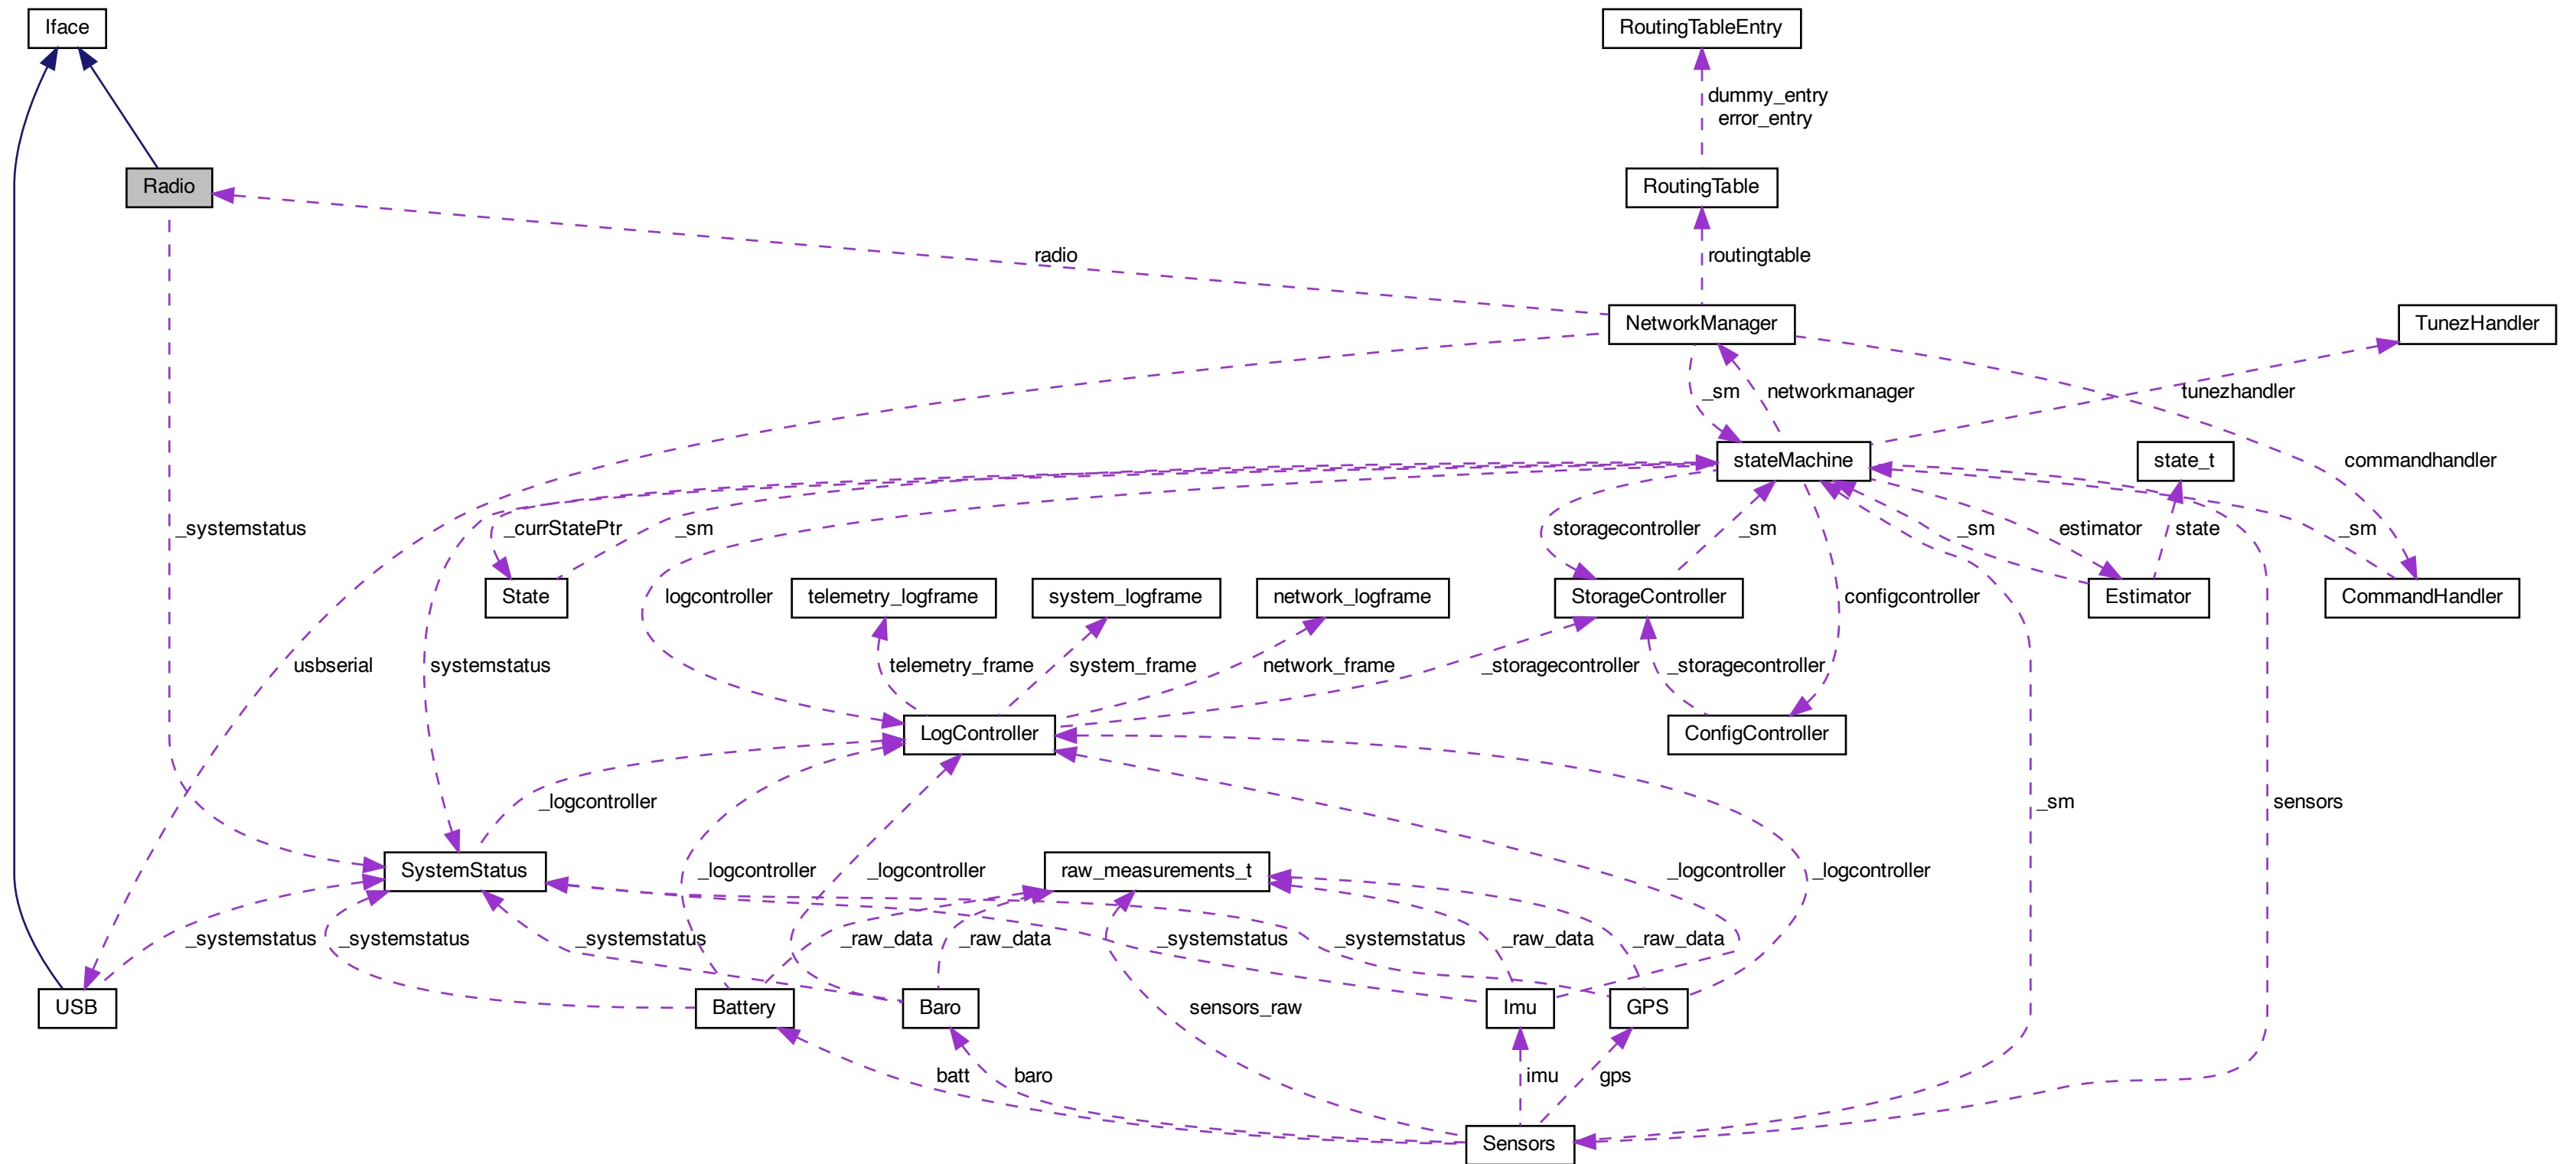 Iface
RoutingTableEntry
dummy_entry
error_entry
Radio
RoutingTable
radio
routingtable
NetworkManager
TunezHandler
_sm
networkmanager
tunezhandler
stateMachine
state_t
commandhandler
_systemstatus
_currStatePtr
_sm
storagecontroller
_sm
_sm
estimator
state
_sm
State
logcontroller
telemetry_logframe
system_logframe
network_logframe
StorageController
configcontroller
Estimator
CommandHandler
usbserial
systemstatus
telemetry_frame
system_frame
network_frame
_storagecontroller
_storagecontroller
LogController
ConfigController
_logcontroller
_sm
sensors
SystemStatus
_logcontroller
_logcontroller
raw_measurements_t
_logcontroller
_logcontroller
_systemstatus
_systemstatus
_systemstatus
_raw_data
_raw_data
_systemstatus
_systemstatus
_raw_data
_raw_data
USB
Battery
Baro
sensors_raw
Imu
GPS
batt
baro
imu
gps
Sensors